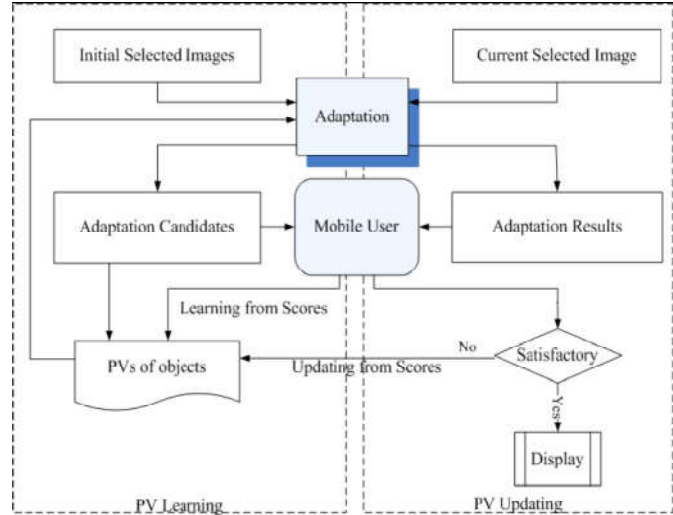 Initial Selected Images
Current Selected Image
Adaptation
Adaptation Candidates
Mobile User
Adaptation Results
Learning from Scores
PVs of objects
No
Satisfactory
Updating from Scores
Yes
Display
PV Learning
PV Updating